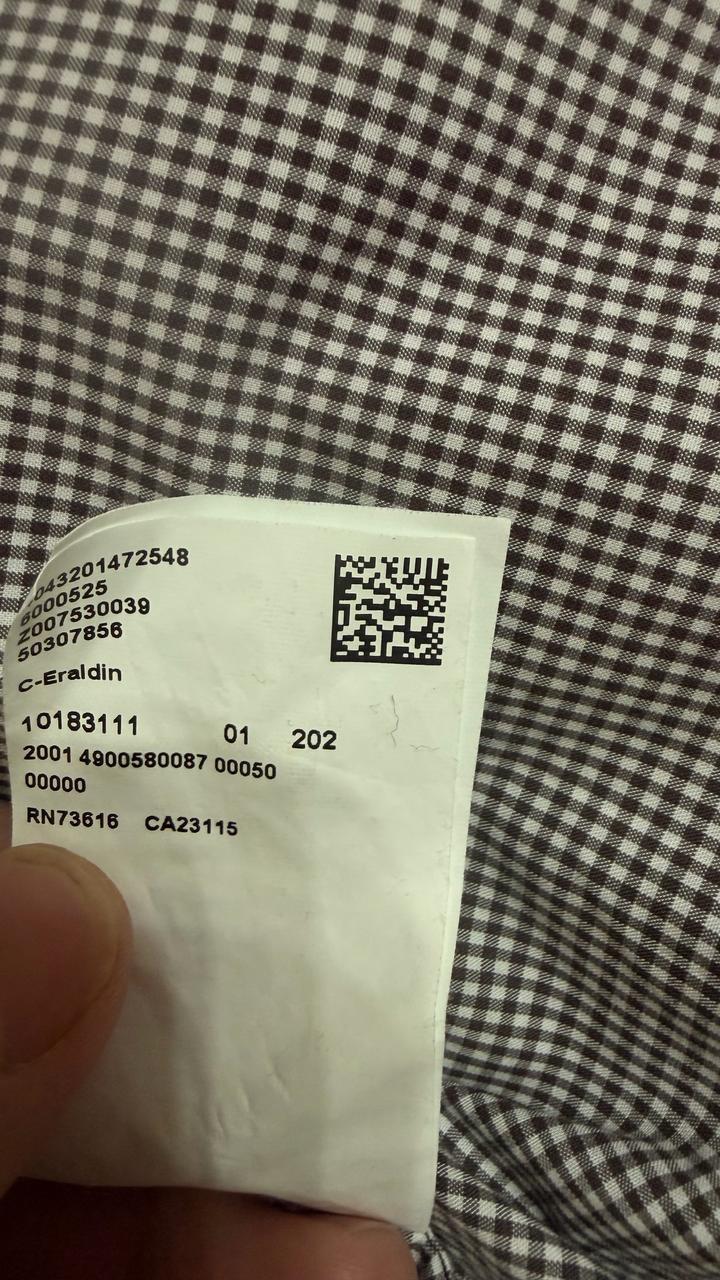 043201472548
6000525
Z007530039
50307856
C-Eraldin
10183111 01 202
2001 4900580087 00050
00000
RN73616 CA23115